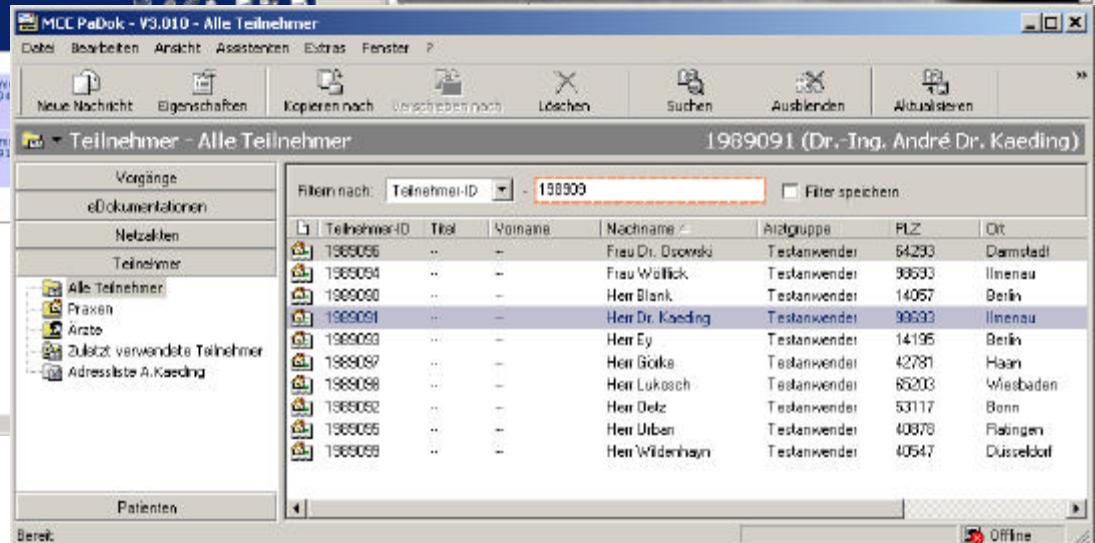 MCC PaDok - V3.010 - Alle Teilnehmer
Datei Bearbeiten Ansicht Assistenten Extras Fenster ?
Neue Nachricht Eigenschaften Kopieren nach Verschieben nach Löschen Suchen Ausblenden Aktualisieren »
Teilnehmer - Alle Teilnehmer 1989091 (Dr.-Ing. André Dr. Kaeding)
Vorgänge
eDokumentationen
Netzakten
Teilnehmer
Alle Teilnehmer
Praxen
Ärzte
Zuletzt verwendete Teilnehmer
Adressliste A.Kaeding
Patienten
Filtern nach: Teilnehmer-ID - 198909 Filter speichern
Teilnehmer-ID Titel Vorname Nachname Arztgruppe PLZ Ort
1989096 -- -- Frau Dr. Osowski Testanwender 64293 Darmstadt
1989094 -- -- Frau Wölflick Testanwender 98693 Ilmenau
1989090 -- -- Herr Blank Testanwender 14057 Berlin
1989091 -- -- Herr Dr. Kaeding Testanwender 98693 Ilmenau
1989093 -- -- Herr Ey Testanwender 14195 Berlin
1989097 -- -- Herr Görke Testanwender 42781 Haan
1989098 -- -- Herr Lukosch Testanwender 65203 Wiesbaden
1989092 -- -- Herr Oelz Testanwender 53117 Bonn
1989095 -- -- Herr Urban Testanwender 40878 Ratingen
1989099 -- -- Herr Wildenhayn Testanwender 40547 Düsseldorf
Bereit Offline